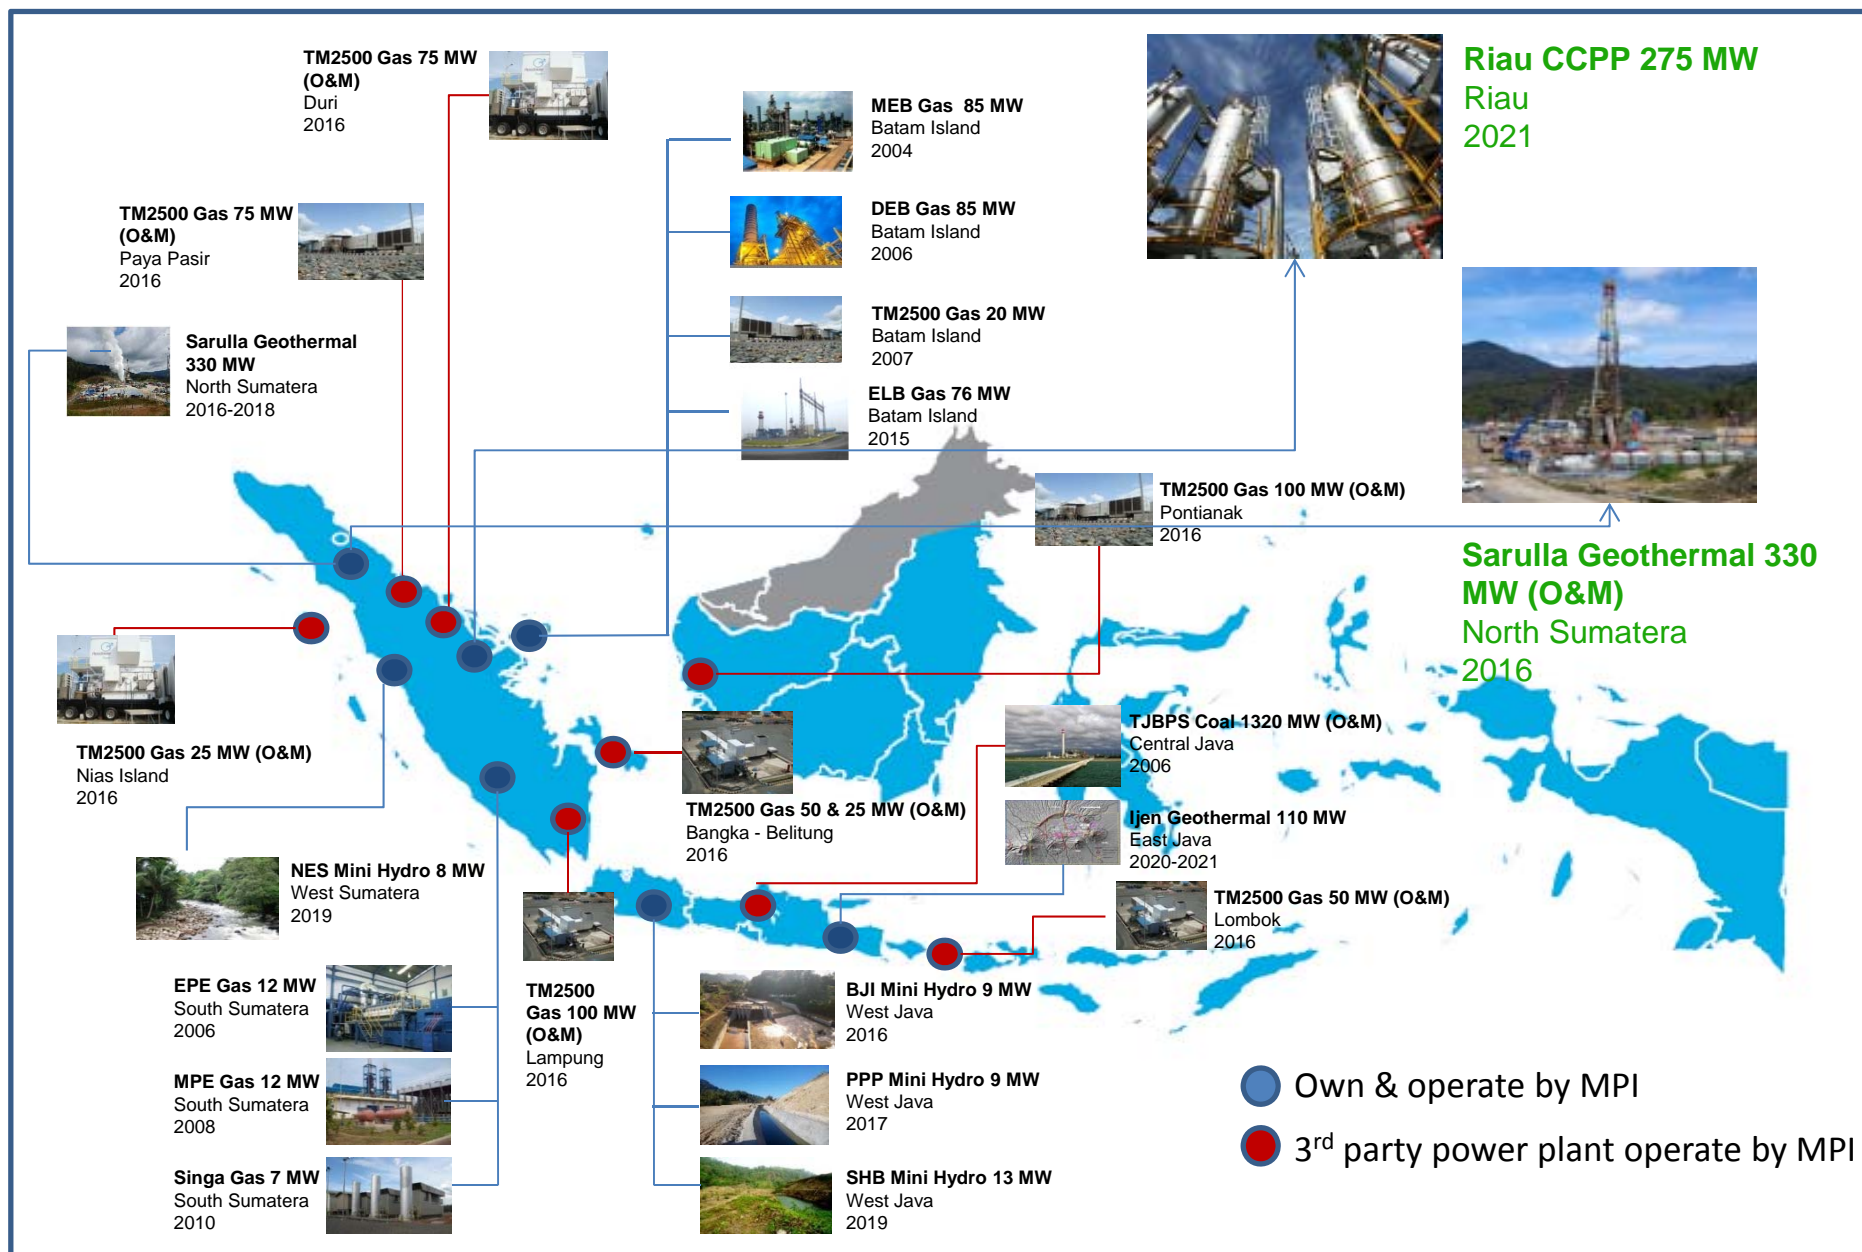 TM2500 Gas 75 MW
(O&M)
Duri
2016
MEB Gas  85 MW
Batam Island
2004
Riau CCPP 275 MW
Riau
2021
TM2500 Gas 75 MW
(O&M)
Paya Pasir
2016
DEB Gas 85 MW
Batam Island
2006
TM2500 Gas 20 MW
Batam Island
2007
Sarulla Geothermal
330 MW
North Sumatera
2016-2018
ELB Gas 76 MW
Batam Island
2015
TM2500 Gas 100 MW (O&M)
Pontianak
2016
Sarulla Geothermal 330
MW (O&M)
North Sumatera
2016
TM2500 Gas 25 MW (O&M)
Nias Island
2016
TM2500 Gas 50 & 25 MW (O&M)
Bangka - Belitung
2016
TJBPS Coal 1320 MW (O&M)
Central Java
2006
Ijen Geothermal 110 MW
East Java
2020-2021
NES Mini Hydro 8 MW
West Sumatera
2019
TM2500 Gas 50 MW (O&M)
Lombok
2016
EPE Gas 12 MW
South Sumatera
2006
TM2500
Gas 100 MW
(O&M)
Lampung
2016
BJI Mini Hydro 9 MW
West Java
2016
MPE Gas 12 MW
South Sumatera
2008
PPP Mini Hydro 9 MW
West Java
2017
Singa Gas 7 MW
South Sumatera
2010
SHB Mini Hydro 13 MW
West Java
2019
Own & operate by MPI
3rd party power plant operate by MPI